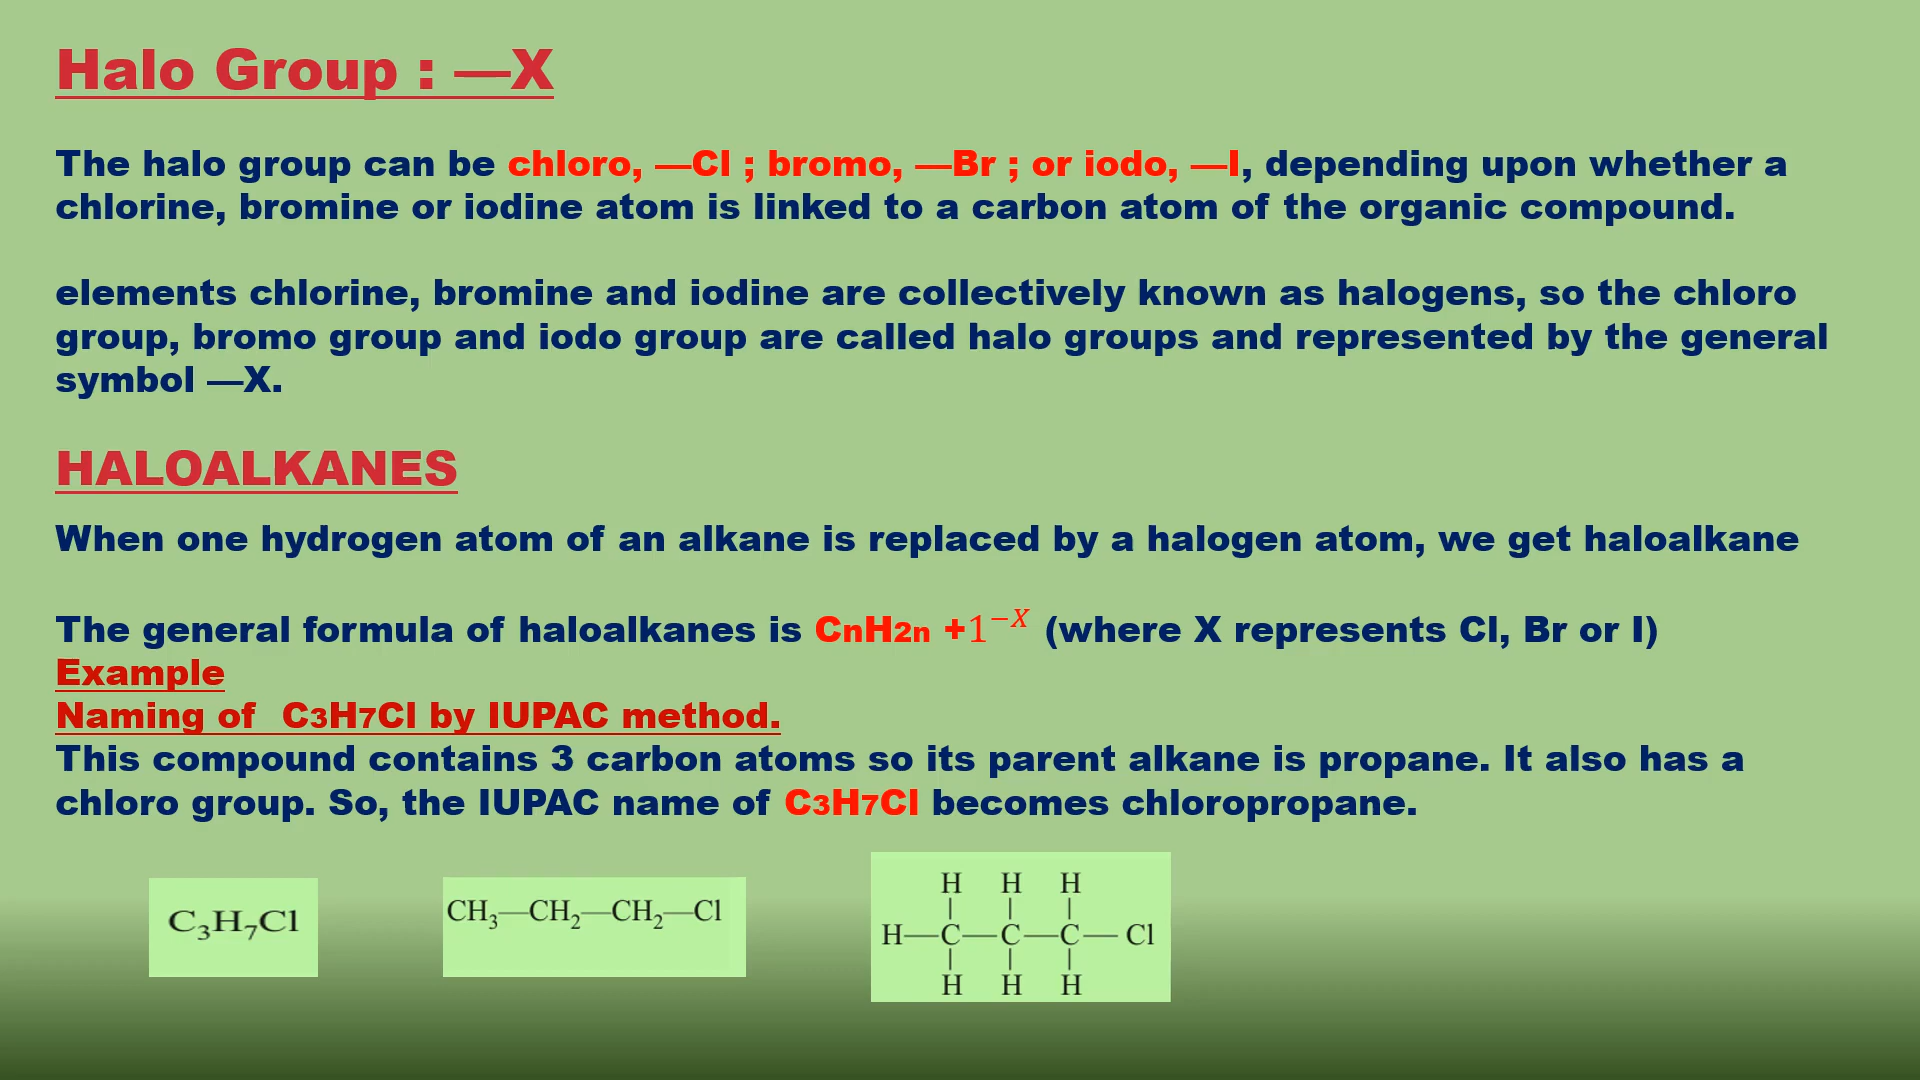 Halo Group : —X
The halo group can be chloro, —Cl ; bromo, —Br ; or iodo, —I, depending upon whether a
chlorine, bromine or iodine atom is linked to a carbon atom of the organic compound.
elements chlorine, bromine and iodine are collectively known as halogens, so the chloro
group, bromo group and iodo group are called halo groups and represented by the general
symbol —X.
HALOALKANES
When one hydrogen atom of an alkane is replaced by a halogen atom, we get haloalkane
The general formula of haloalkanes is CnH2n +1⁻ˣ (where X represents Cl, Br or I)
Example
Naming of C3H7Cl by IUPAC method.
This compound contains 3 carbon atoms so its parent alkane is propane. It also has a
chloro group. So, the IUPAC name of C3H7Cl becomes chloropropane.
C₃H₇Cl
CH₃—CH₂—CH₂—Cl
H H H
| | |
H—C—C—C— Cl
| | |
H H H